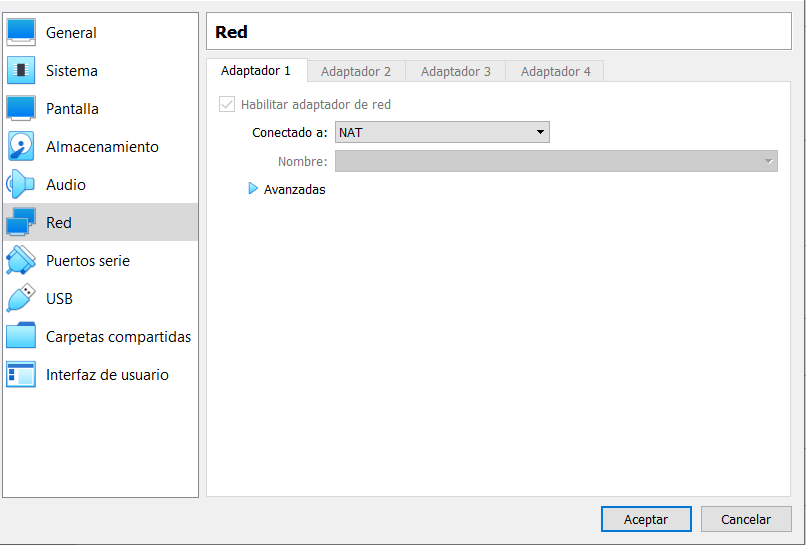 General
Sistema
Pantalla
Almacenamiento
Audio
Red
Puertos serie
USB
Carpetas compartidas
Interfaz de usuario
Red
Adaptador 1 Adaptador 2 Adaptador 3 Adaptador 4
Habilitar adaptador de red
Conectado a: NAT
Nombre:
Avanzadas
Aceptar Cancelar